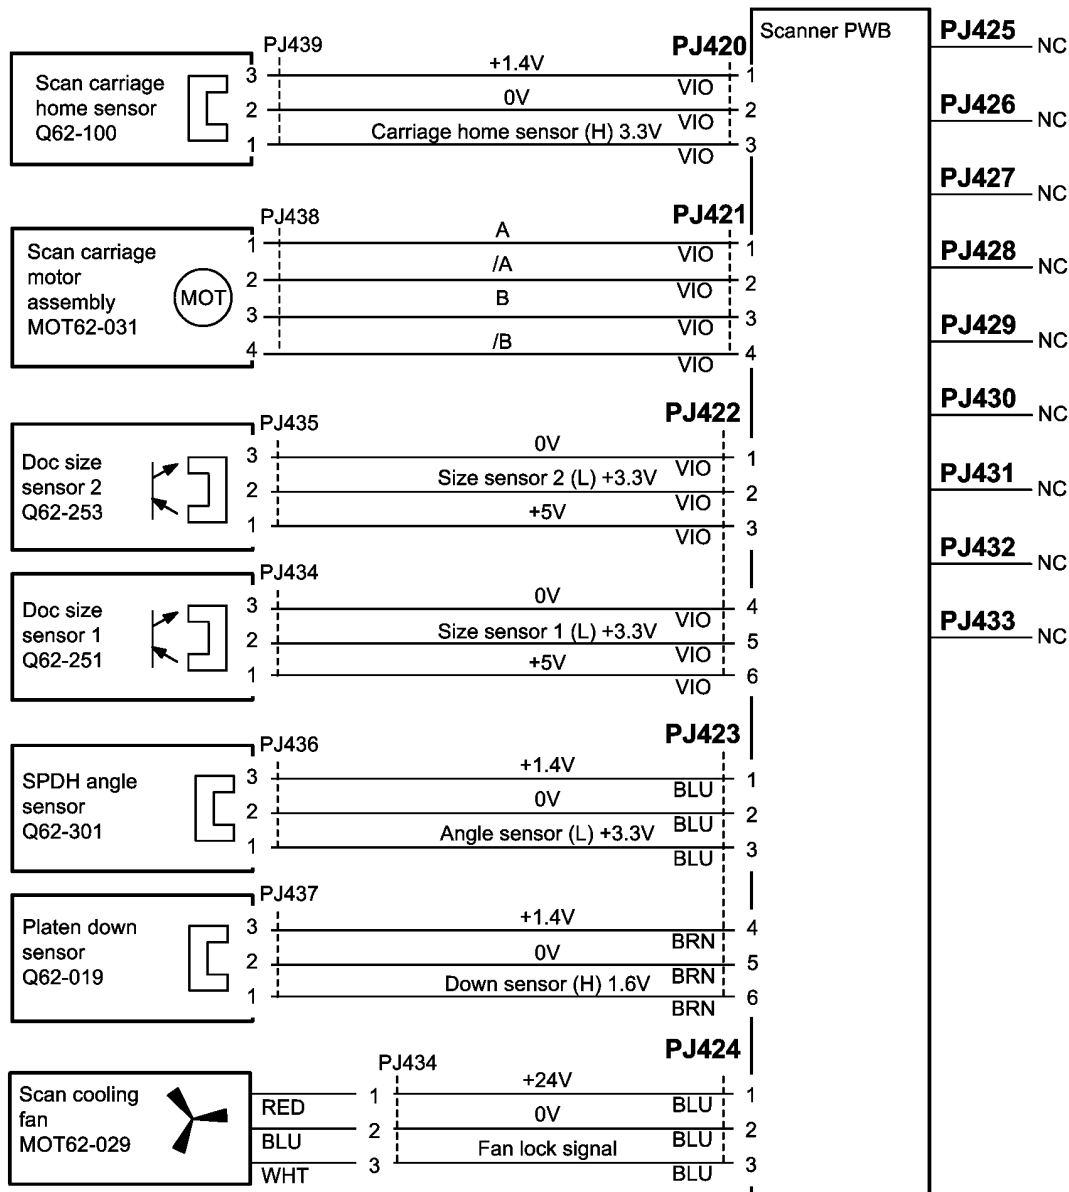 Scanner PWB
PJ439
PJ420
Scan carriage
home sensor
Q62-100
3 +1.4V VIO 1
2 0V VIO 2
1 Carriage home sensor (H) 3.3V VIO 3
PJ438
PJ421
Scan carriage
motor
assembly
MOT62-031
MOT
1 A VIO 1
2 /A VIO 2
3 B VIO 3
4 /B VIO 4
PJ435
PJ422
Doc size
sensor 2
Q62-253
3 0V VIO 1
2 Size sensor 2 (L) +3.3V VIO 2
1 +5V VIO 3
PJ434
Doc size
sensor 1
Q62-251
3 0V VIO 4
2 Size sensor 1 (L) +3.3V VIO 5
1 +5V VIO 6
PJ436
PJ423
SPDH angle
sensor
Q62-301
3 +1.4V BLU 1
2 0V BLU 2
1 Angle sensor (L) +3.3V BLU 3
PJ437
Platen down
sensor
Q62-019
3 +1.4V BRN 4
2 0V BRN 5
1 Down sensor (H) 1.6V BRN 6
PJ434
PJ424
Scan cooling
fan
MOT62-029
RED 1 +24V BLU 1
BLU 2 0V BLU 2
WHT 3 Fan lock signal BLU 3
PJ425 NC
PJ426 NC
PJ427 NC
PJ428 NC
PJ429 NC
PJ430 NC
PJ431 NC
PJ432 NC
PJ433 NC